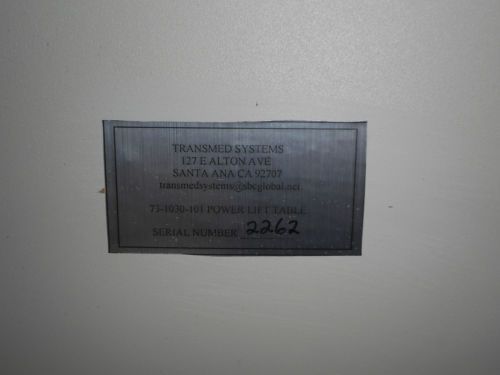 TRANSMED SYSTEMS
127 E ALTON AVE
SANTA ANA CA 92707
transmedsystems@sbcglobal.net
73-1030-101 POWER LIFT TABLE
SERIAL NUMBER 2262